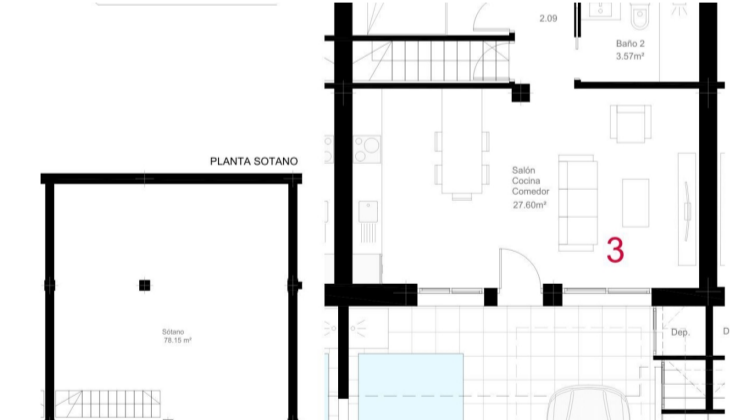 2.09
Baño 2
3.57m²
PLANTA SOTANO
Salón
Cocina
Comedor
27.60m²
3
Sótano
78.15 m²
Dep.
D